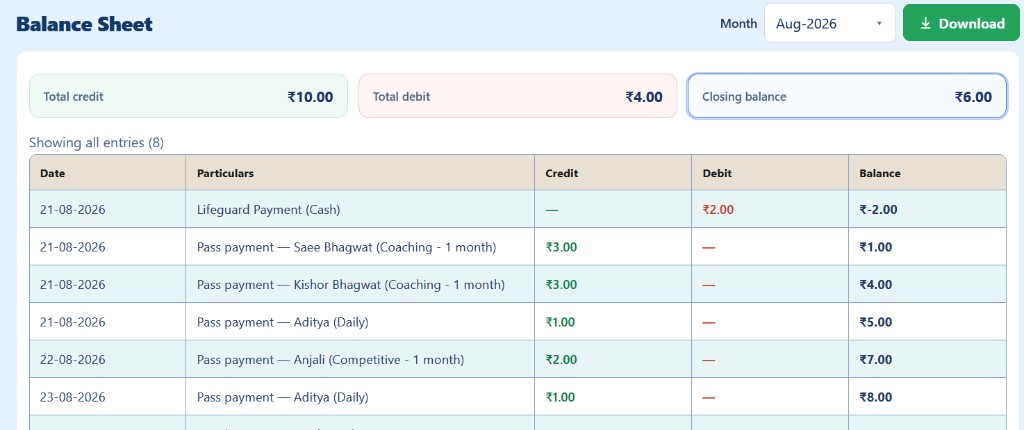 Balance Sheet
Month Aug-2026 Download
Total credit ₹10.00 Total debit ₹4.00 Closing balance ₹6.00
Showing all entries (8)
Date Particulars Credit Debit Balance
21-08-2026 Lifeguard Payment (Cash) — ₹2.00 ₹-2.00
21-08-2026 Pass payment — Saee Bhagwat (Coaching - 1 month) ₹3.00 — ₹1.00
21-08-2026 Pass payment — Kishor Bhagwat (Coaching - 1 month) ₹3.00 — ₹4.00
21-08-2026 Pass payment — Aditya (Daily) ₹1.00 — ₹5.00
22-08-2026 Pass payment — Anjali (Competitive - 1 month) ₹2.00 — ₹7.00
23-08-2026 Pass payment — Aditya (Daily) ₹1.00 — ₹8.00